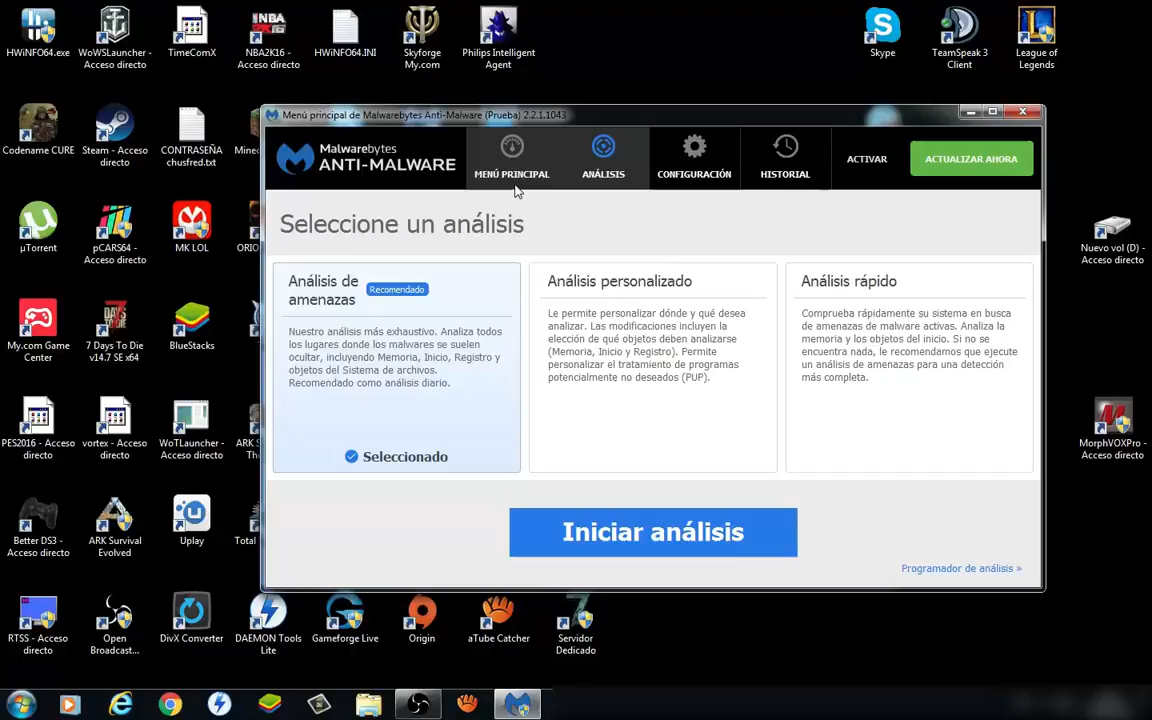 HWiNFO64.exe
WoWSLauncher -
Acceso directo
TimeComX
NBA2K16 -
Acceso directo
HWiNFO64.INI
Skyforge
My.com
Philips Intelligent
Agent
Skype
TeamSpeak 3
Client
League of
Legends
Codename CURE
Steam - Acceso
directo
CONTRASEÑA
chusfred.txt
µTorrent
pCARS64 -
Acceso directo
MK LOL
My.com Game
Center
7 Days To Die
v14.7 SE x64
BlueStacks
PES2016 - Acceso
directo
vortex - Acceso
directo
WoTLauncher -
Acceso directo
Better DS3 -
Acceso directo
ARK Survival
Evolved
Uplay
RTSS - Acceso
directo
Open
Broadcast...
DivX Converter
DAEMON Tools
Lite
Gameforge Live
Origin
aTube Catcher
Servidor
Dedicado
Nuevo vol (D) -
Acceso directo
MorphVOXPro -
Acceso directo
Menú principal de Malwarebytes Anti-Malware (Prueba) 2.2.1.1043
Malwarebytes
ANTI-MALWARE
MENÚ PRINCIPAL
ANÁLISIS
CONFIGURACIÓN
HISTORIAL
ACTIVAR
ACTUALIZAR AHORA
Seleccione un análisis
Análisis de
amenazas
Recomendado
Nuestro análisis más exhaustivo. Analiza todos
los lugares donde los malwares se suelen
ocultar, incluyendo Memoria, Inicio, Registro y
objetos del Sistema de archivos.
Recomendado como análisis diario.
Seleccionado
Análisis personalizado
Le permite personalizar dónde y qué desea
analizar. Las modificaciones incluyen la
elección de qué objetos deben analizarse
(Memoria, Inicio y Registro). Permite
personalizar el tratamiento de programas
potencialmente no deseados (PUP).
Análisis rápido
Comprueba rápidamente su sistema en busca
de amenazas de malware activas. Analiza la
memoria y los objetos del inicio. Si no se
encuentra nada, le recomendamos que ejecute
un análisis de amenazas para una detección
más completa.
Iniciar análisis
Programador de análisis »